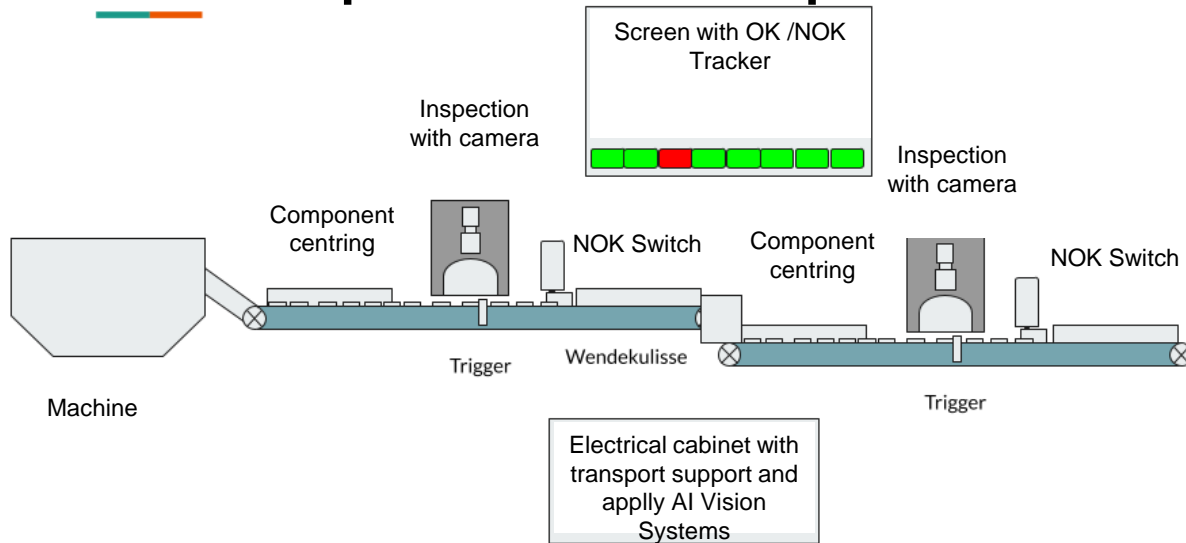 Screen with OK /NOK
Tracker
Inspection
with camera
Inspection
with camera
Component
centring
NOK Switch
Component
centring
NOK Switch
Trigger
Wendekulisse
Machine
Trigger
Electrical cabinet with
transport support and
applly AI Vision
Systems